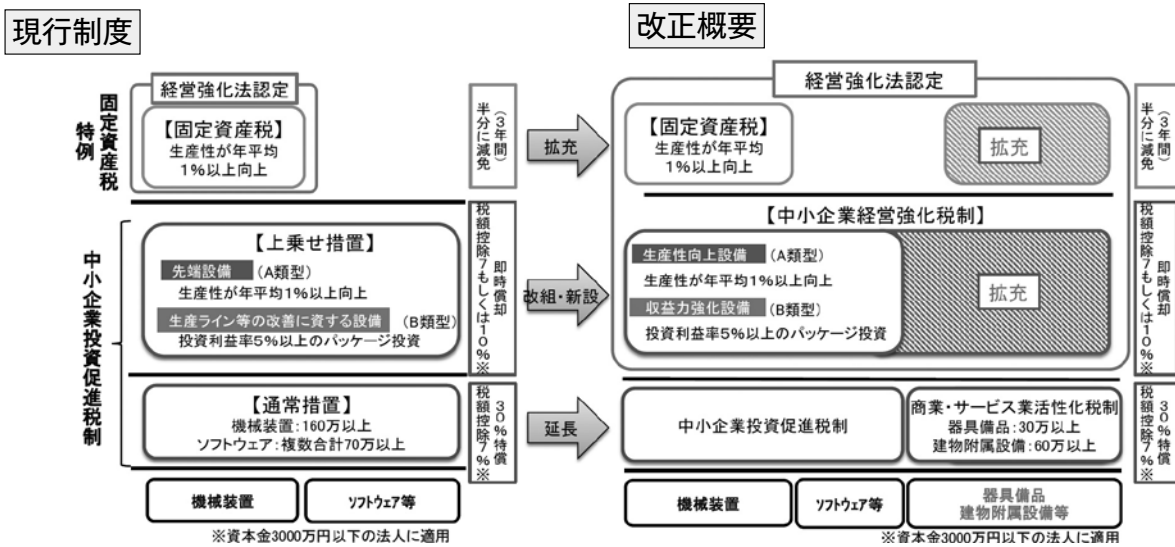 現行制度
経営強化法認定
固定資産税
特例
【固定資産税】
生産性が年平均
1%以上向上
(3年間)
半分に減免
中小企業投資促進税制
【上乗せ措置】
先端設備 (A類型)
生産性が年平均1%以上向上
生産ライン等の改善に資する設備 (B類型)
投資利益率5%以上のパッケージ投資
即時償却
税額控除7もしくは10%※
【通常措置】
機械装置:160万以上
ソフトウェア:複数合計70万以上
30%特償
税額控除7%※
機械装置
ソフトウェア等
※資本金3000万円以下の法人に適用
拡充
改組・新設
延長
改正概要
経営強化法認定
【固定資産税】
生産性が年平均
1%以上向上
拡充
(3年間)
半分に減免
【中小企業経営強化税制】
生産性向上設備 (A類型)
生産性が年平均1%以上向上
収益力強化設備 (B類型)
投資利益率5%以上のパッケージ投資
拡充
即時償却
税額控除7もしくは10%※
中小企業投資促進税制
商業・サービス業活性化税制
器具備品:30万以上
建物附属設備:60万以上
30%特償
税額控除7%※
機械装置
ソフトウェア等
器具備品
建物附属設備等
※資本金3000万円以下の法人に適用